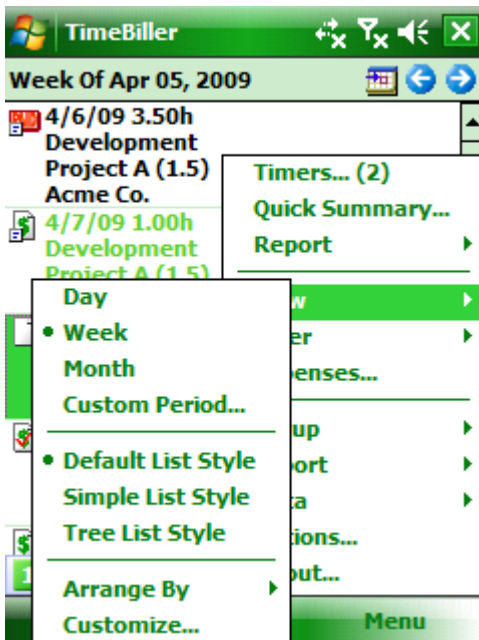 TimeBiller
Week Of Apr 05, 2009
4/6/09 3.50h
Development
Project A (1.5)
Acme Co.
4/7/09 1.00h
Development
Project A (1.5)
Timers... (2)
Quick Summary...
Report
Day
Week
Month
Custom Period...
Default List Style
Simple List Style
Tree List Style
Arrange By
Customize...
Menu